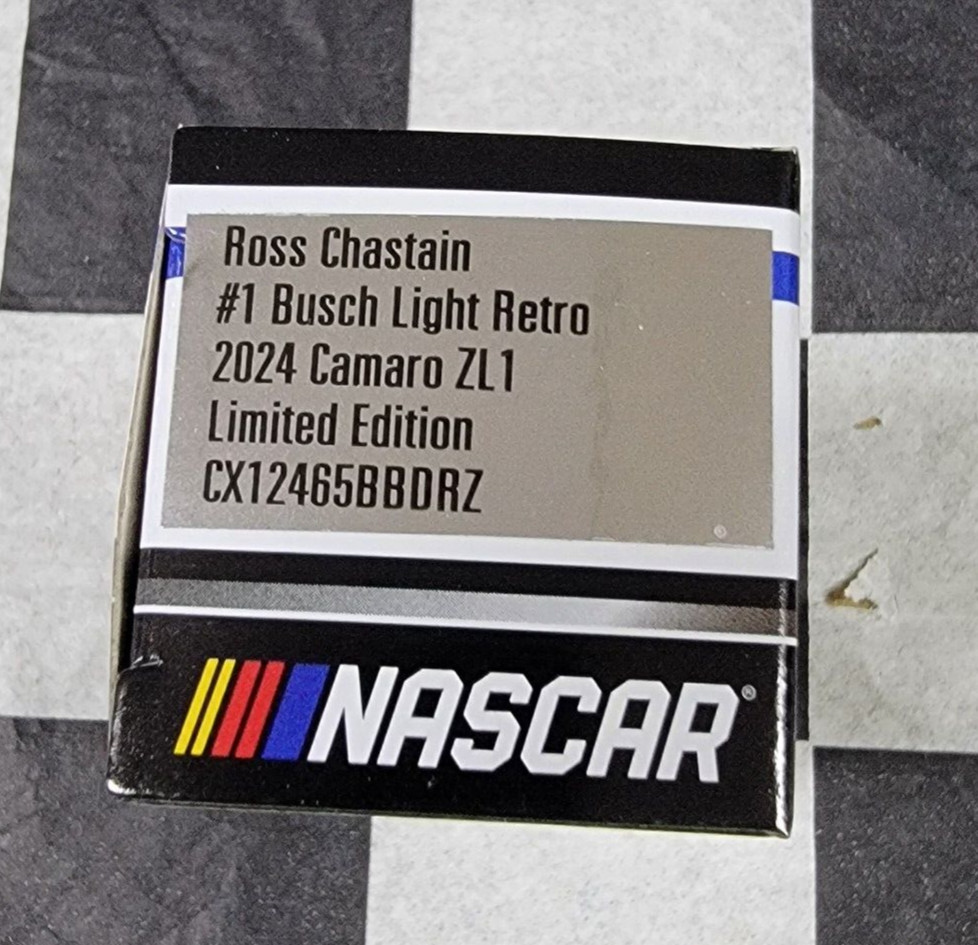 Ross Chastain
#1 Busch Light Retro
2024 Camaro ZL1
Limited Edition
CX12465BBDRZ
NASCAR®